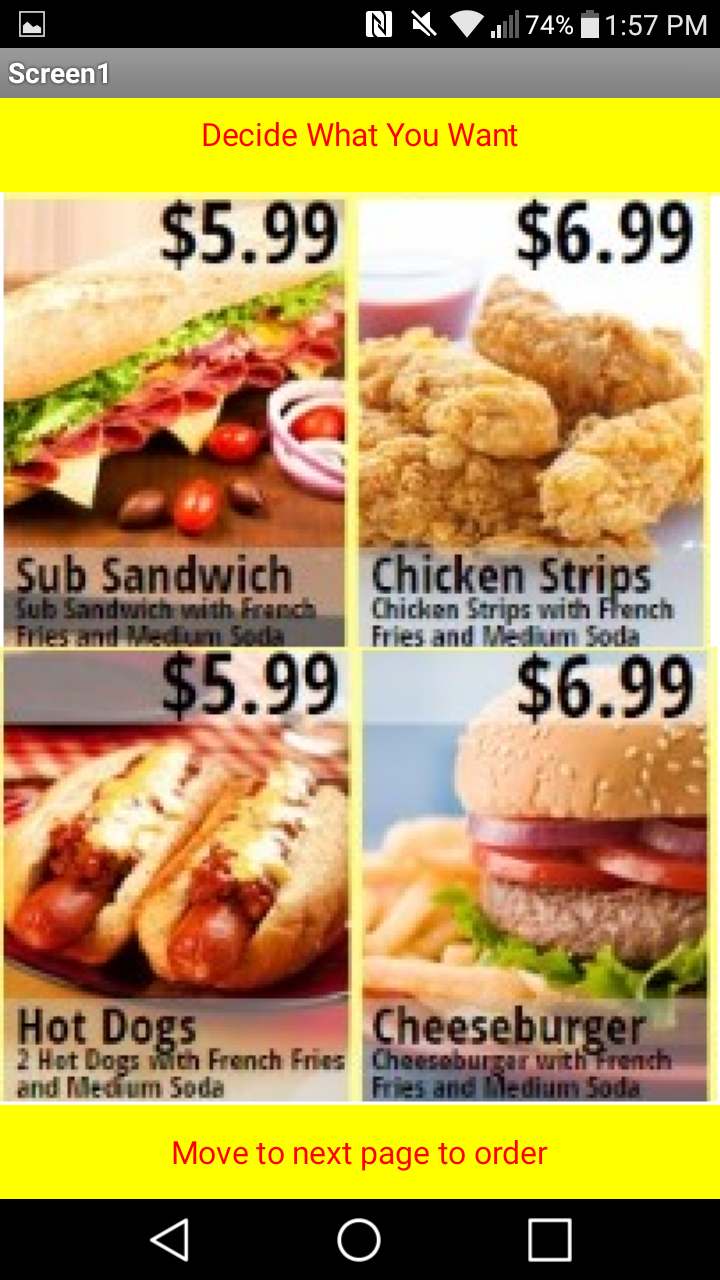 74% 1:57 PM
Screen1
Decide What You Want
$5.99
Sub Sandwich
Sub Sandwich with French
Fries and Medium Soda
$6.99
Chicken Strips
Chicken Strips with French
Fries and Medium Soda
$5.99
Hot Dogs
2 Hot Dogs with French Fries
and Medium Soda
$6.99
Cheeseburger
Cheeseburger with French
Fries and Medium Soda
Move to next page to order